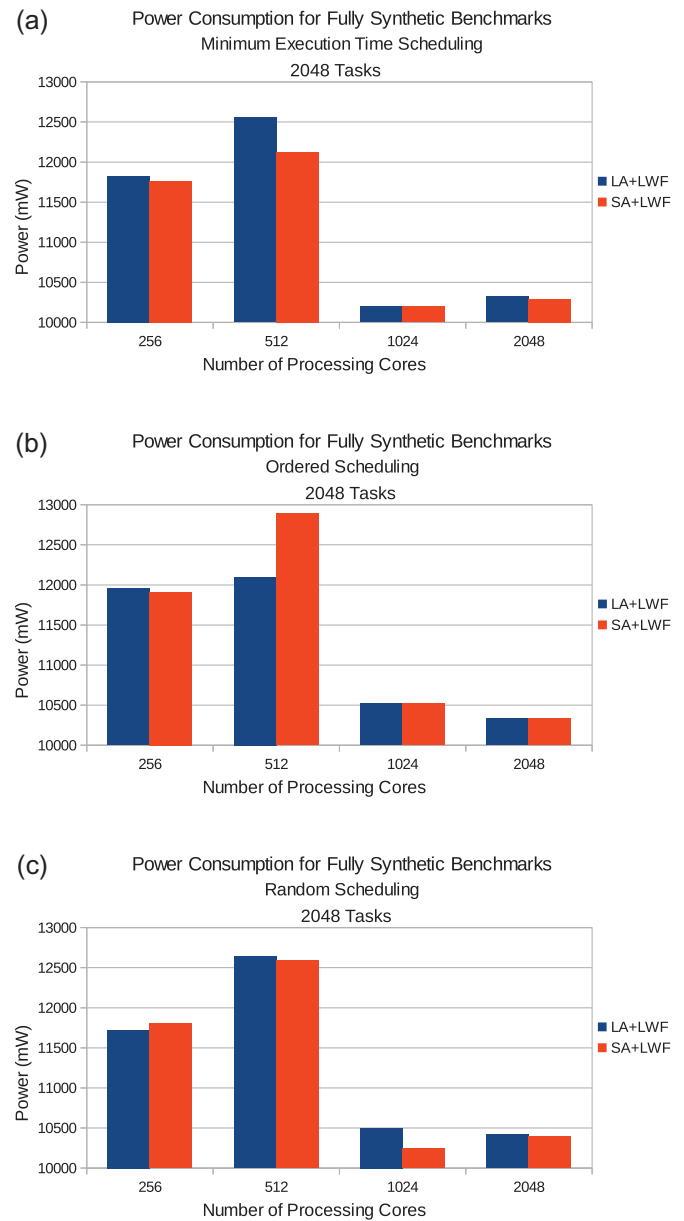 (a)
Power Consumption for Fully Synthetic Benchmarks
Minimum Execution Time Scheduling
2048 Tasks
13000
12500
12000
11500
11000
10500
10000
Power (mW)
256 512 1024 2048
Number of Processing Cores
LA+LWF
SA+LWF
(b)
Power Consumption for Fully Synthetic Benchmarks
Ordered Scheduling
2048 Tasks
13000
12500
12000
11500
11000
10500
10000
Power (mW)
256 512 1024 2048
Number of Processing Cores
LA+LWF
SA+LWF
(c)
Power Consumption for Fully Synthetic Benchmarks
Random Scheduling
2048 Tasks
13000
12500
12000
11500
11000
10500
10000
Power (mW)
256 512 1024 2048
Number of Processing Cores
LA+LWF
SA+LWF